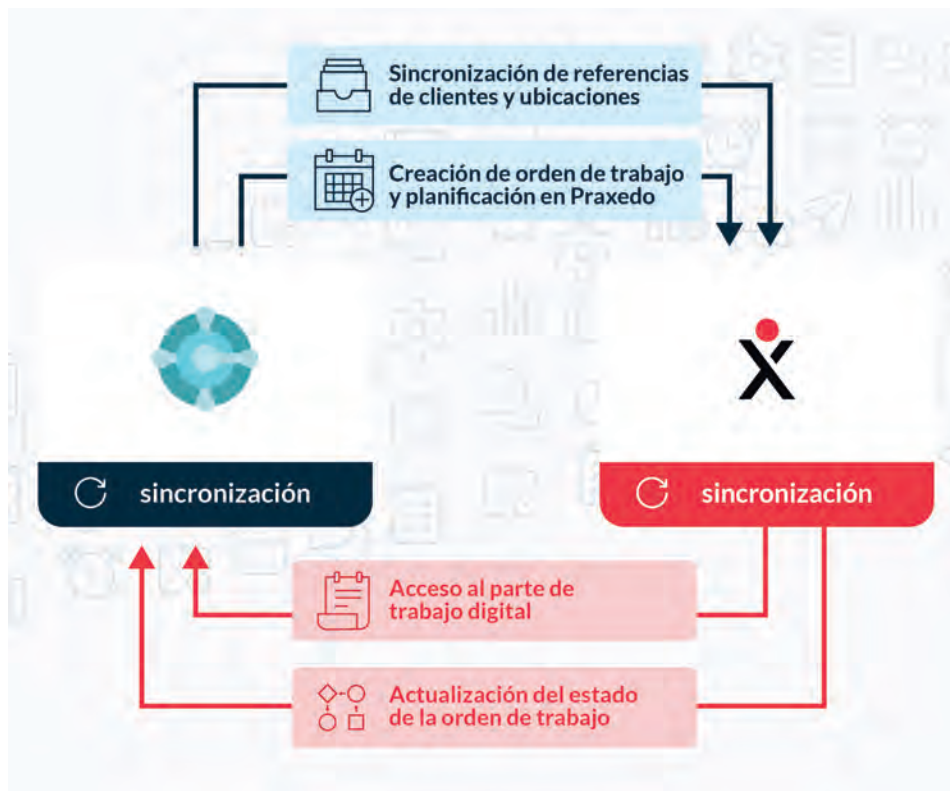 Sincronización de referencias
de clientes y ubicaciones
Creación de orden de trabajo
y planificación en Praxedo
sincronización
sincronización
Acceso al parte de
trabajo digital
Actualización del estado
de la orden de trabajo